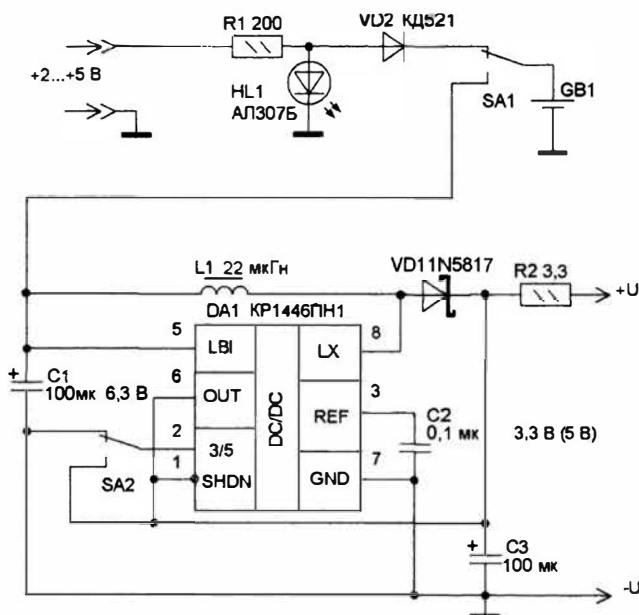 R1 200
VD2 КД521
+2...+5 В
HL1
АЛ307Б
SA1
GB1
L1 22 мкГн
VD11N5817
R2 3,3
+U
DA1 КР1446ПН1
5
LBI
LX
8
+
C1
100мк 6,3 В
6
OUT
DC/DC
REF
3
C2
0,1 мк
3,3 В (5 В)
2
3/5
1
SHDN
GND
7
SA2
+
C3
100 мк
-U